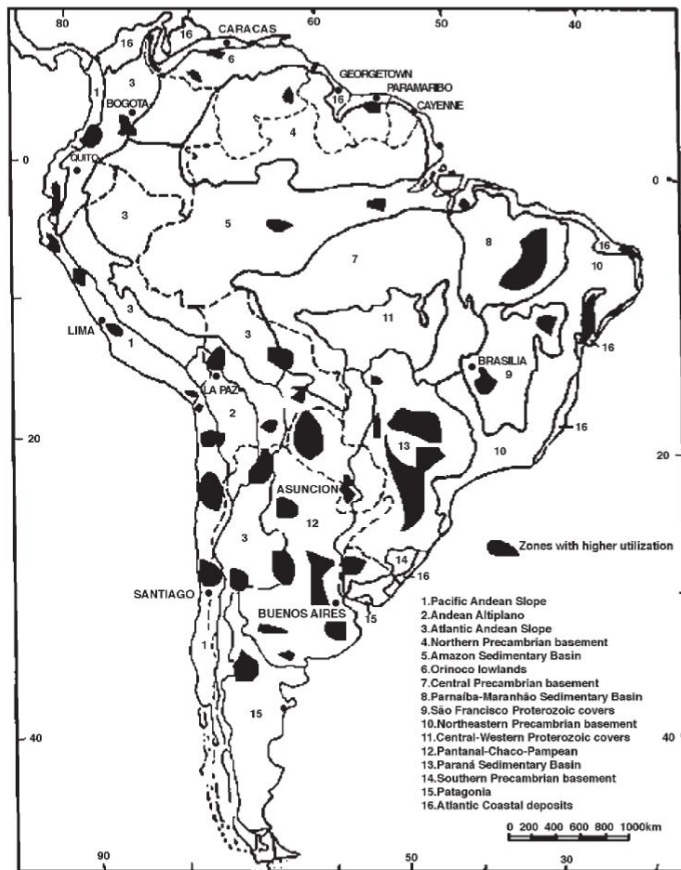 80
60
40
16
16
CARACAS
6
GEORGETOWN
PARAMARIBO
CAYENNE
1
3
16
BOGOTA
4
0
QUITO
0
3
5
8
16
10
7
3
11
LIMA
1
3
BRASILIA
9
16
LA PAZ
2
16
20
13
10
20
ASUNCION
12
3
Zones with higher utilization
14
16
SANTIAGO
BUENOS AIRES
15
1
1.Pacific Andean Slope
2.Andean Altiplano
3.Atlantic Andean Slope
4.Northern Precambrian basement
5.Amazon Sedimentary Basin
6.Orinoco lowlands
7.Central Precambrian basement
8.Parnaíba-Maranhão Sedimentary Basin
9.São Francisco Proterozoic covers
10.Northeastern Precambrian basement
11.Central-Western Proterozoic covers
12.Pantanal-Chaco-Pampean
13.Paraná Sedimentary Basin
14.Southern Precambrian basement
15.Patagonia
16.Atlantic Coastal deposits
15
40
40
0 200 400 600 800 1000km
90
50
30